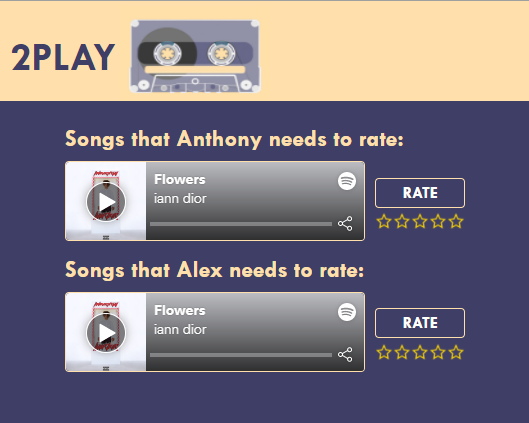 2PLAY
Songs that Anthony needs to rate:
Flowers
iann dior
RATE
Songs that Alex needs to rate:
Flowers
iann dior
RATE